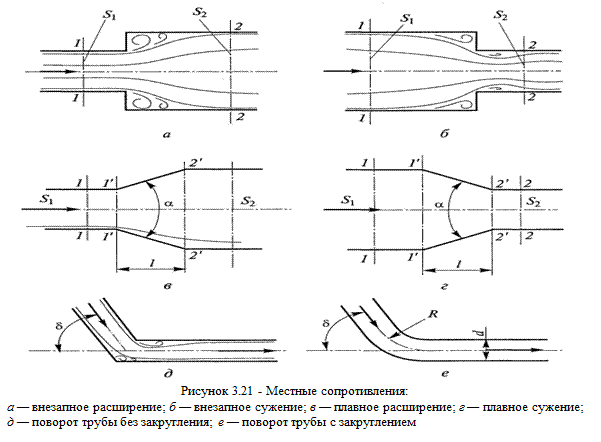 1 S₁ S₂ 2
1 2
а
1 S₁ S₂ 2
1 2
б
S₁ 1 1' α 2' S₂
1 1' l 2'
в
S₁ 1 1' α 2' 2 S₂
1 1' l 2' 2
г
δ
д
δ R d
е
Рисунок 3.21 - Местные сопротивления:
а — внезапное расширение; б — внезапное сужение; в — плавное расширение; г — плавное сужение;
д — поворот трубы без закругления; е — поворот трубы с закруглением